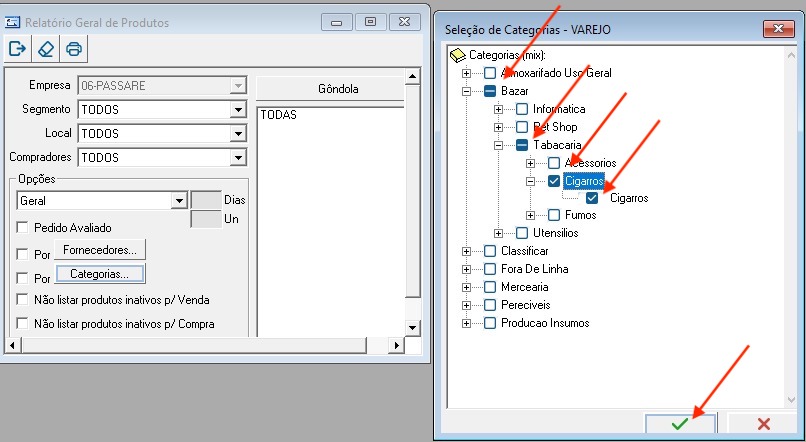 Relatório Geral de Produtos
Empresa 06-PASSARE
Segmento TODOS
Local TODOS
Compradores TODOS
Gôndola
TODAS
Opções
Geral Dias
Un
Pedido Avaliado
Por Fornecedores...
Por Categorias...
Não listar produtos inativos p/ Venda
Não listar produtos inativos p/ Compra
Seleção de Categorias - VAREJO
Categorias (mix):
Almoxarifado Uso Geral
Bazar
Informatica
Pet Shop
Tabacaria
Acessorios
Cigarros
Cigarros
Fumos
Utensilios
Classificar
Fora De Linha
Mercearia
Pereciveis
Producao Insumos